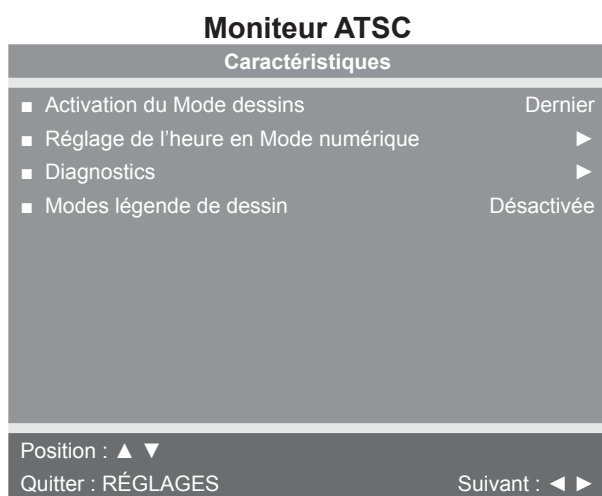 Moniteur ATSC
Caractéristiques
■ Activation du Mode dessins Dernier
■ Réglage de l’heure en Mode numérique ►
■ Diagnostics ►
■ Modes légende de dessin Désactivée
Position : ▲ ▼
Quitter : RÉGLAGES Suivant : ◄ ►